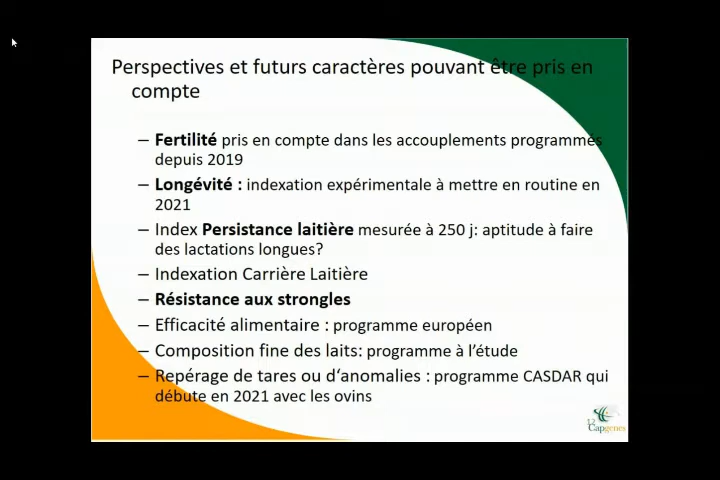 Perspectives et futurs caractères pouvant être pris en
compte
– Fertilité pris en compte dans les accouplements programmés
depuis 2019
– Longévité : indexation expérimentale à mettre en routine en
2021
– Index Persistance laitière mesurée à 250 j: aptitude à faire
des lactations longues?
– Indexation Carrière Laitière
– Résistance aux strongles
– Efficacité alimentaire : programme européen
– Composition fine des laits: programme à l’étude
– Repérage de tares ou d‘anomalies : programme CASDAR qui
débute en 2021 avec les ovins
12
Capgenes